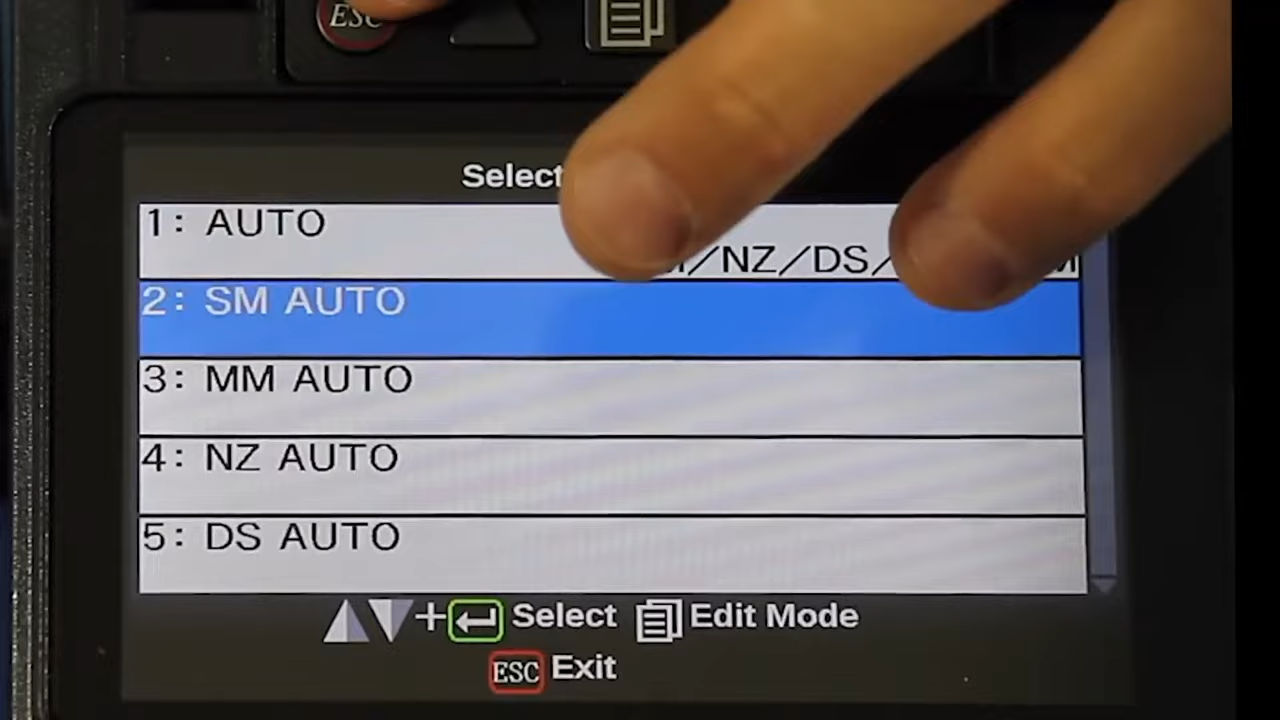 ESC
Select
1: AUTO
/NZ/DS/
2: SM AUTO
3: MM AUTO
4: NZ AUTO
5: DS AUTO
+ Select Edit Mode
ESC Exit